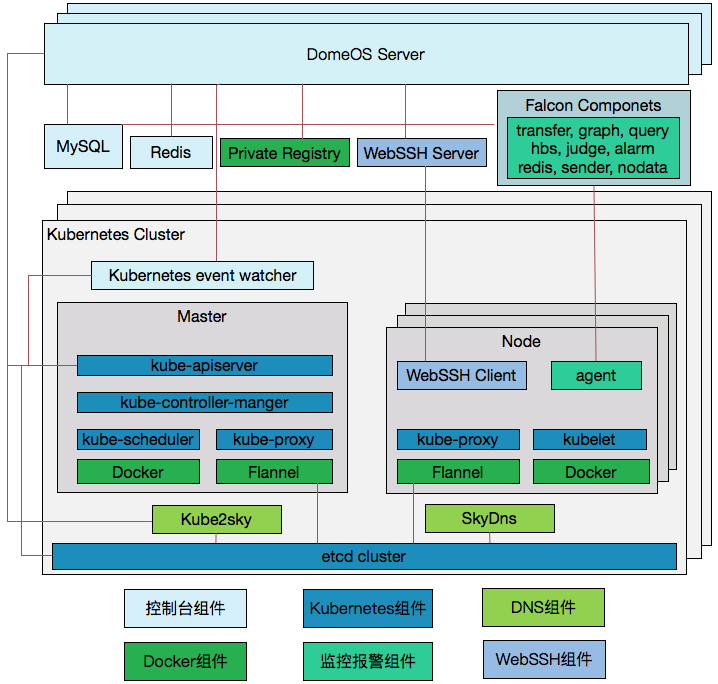 DomeOS Server
Falcon Componets
transfer, graph, query
hbs, judge, alarm
redis, sender, nodata
MySQL
Redis
Private Registry
WebSSH Server
Kubernetes Cluster
Kubernetes event watcher
Master
kube-apiserver
kube-controller-manger
kube-scheduler
kube-proxy
Docker
Flannel
Node
WebSSH Client
agent
kube-proxy
kubelet
Flannel
Docker
Kube2sky
SkyDns
etcd cluster
控制台组件
Kubernetes组件
DNS组件
Docker组件
监控报警组件
WebSSH组件